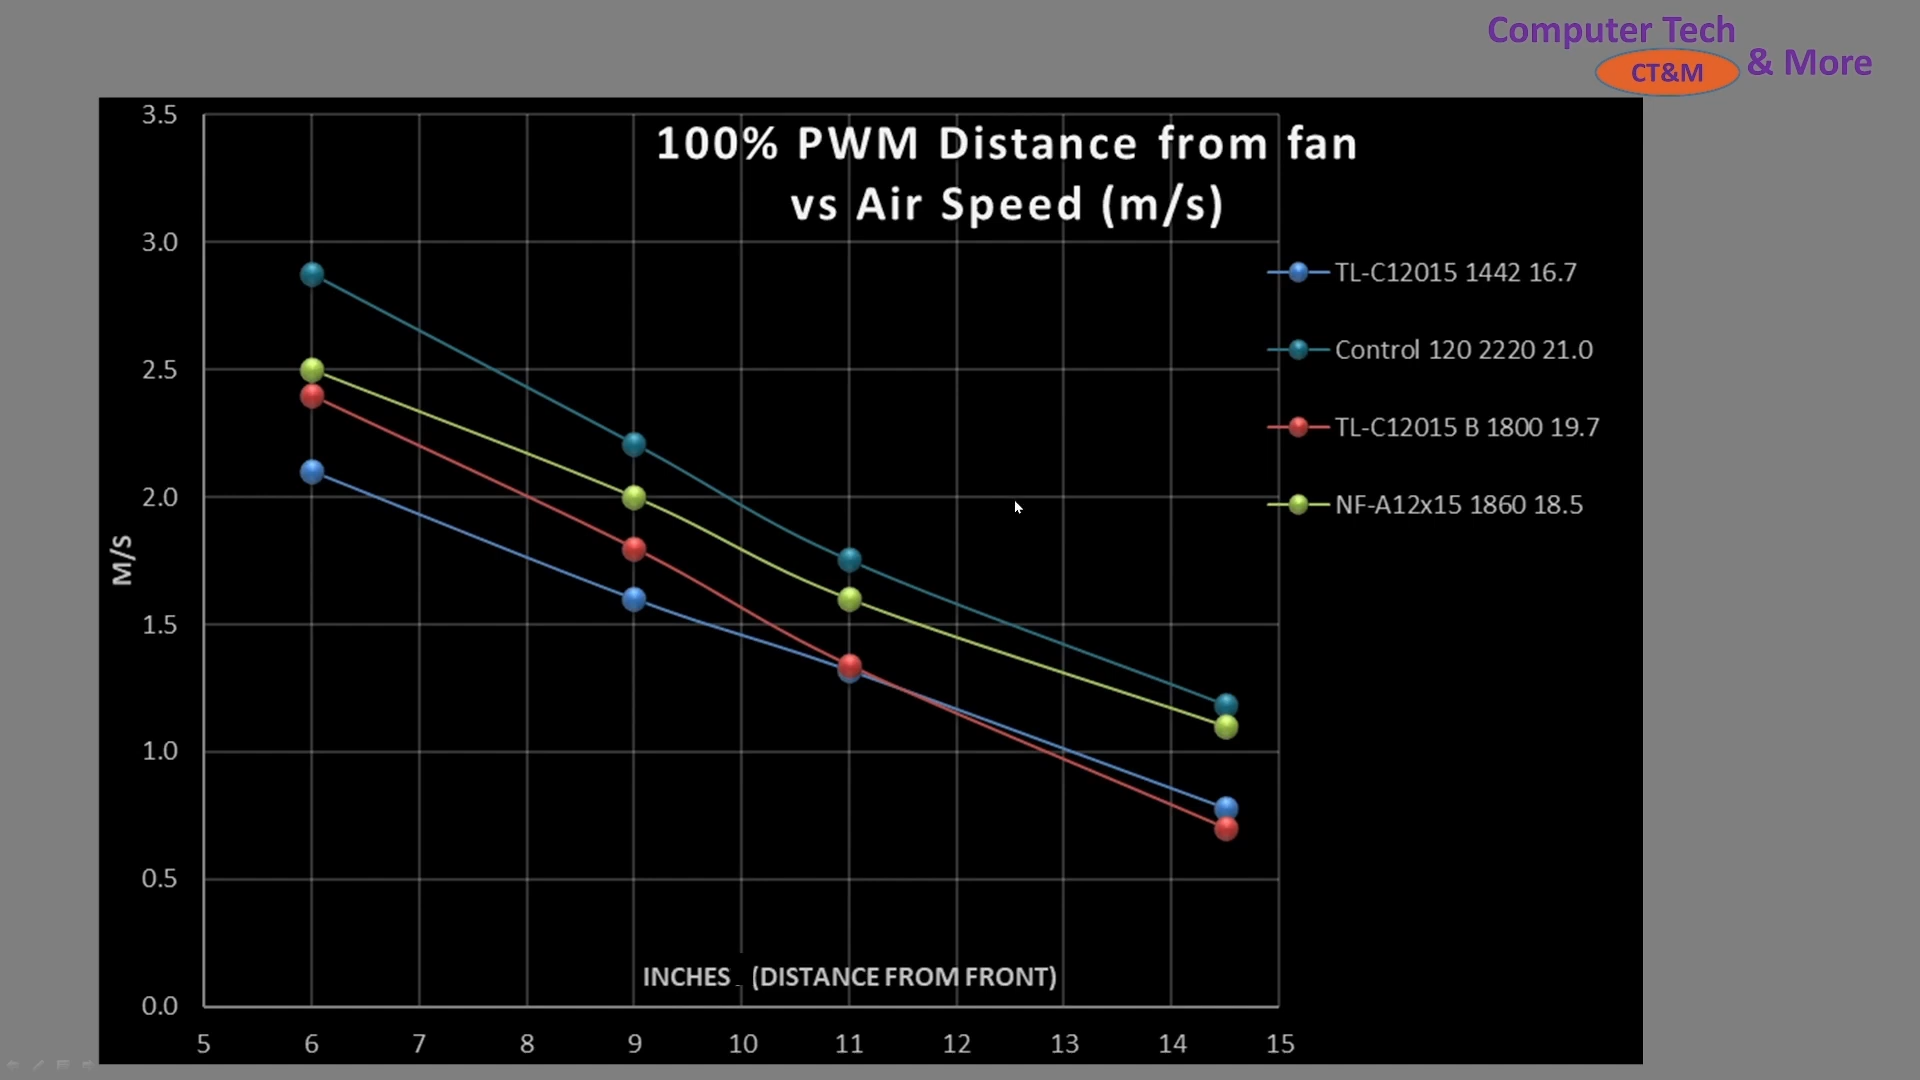 Computer Tech
CT&M
& More
100% PWM Distance from fan
vs Air Speed (m/s)
3.5
3.0
2.5
2.0
1.5
1.0
0.5
0.0
M/S
TL-C12015 1442 16.7
Control 120 2220 21.0
TL-C12015 B 1800 19.7
NF-A12x15 1860 18.5
INCHES (DISTANCE FROM FRONT)
5 6 7 8 9 10 11 12 13 14 15